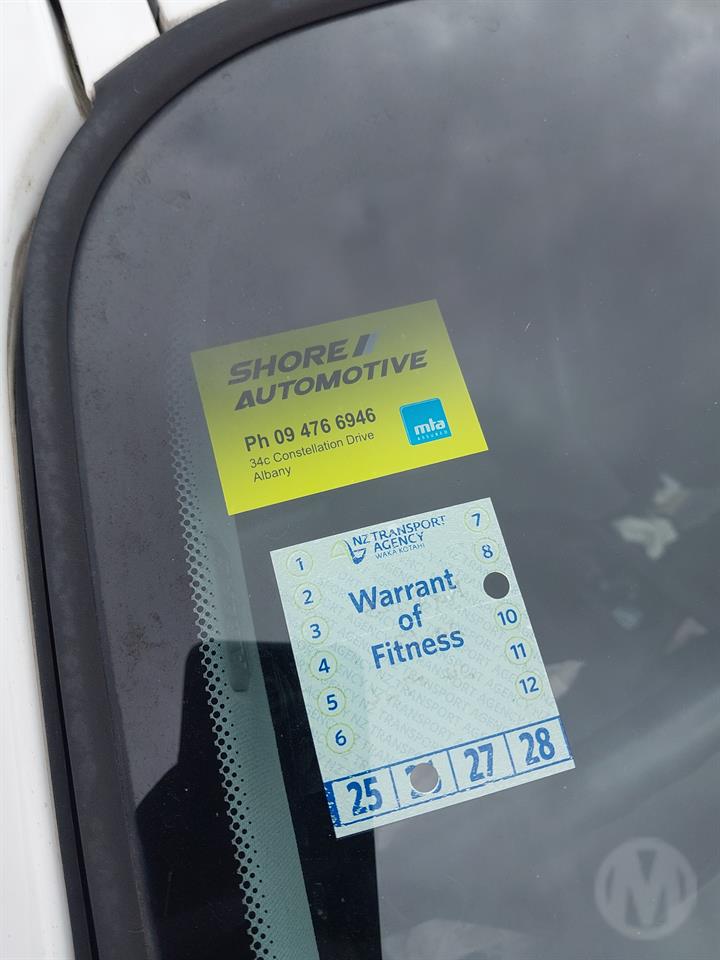 SHORE
AUTOMOTIVE
Ph 09 476 6946
34c Constellation Drive
Albany
mta
ASSURED
NZ TRANSPORT
AGENCY
WAKA KOTAHI
Warrant
of
Fitness
1
2
3
4
5
6
7
8
10
11
12
25 27 28
M